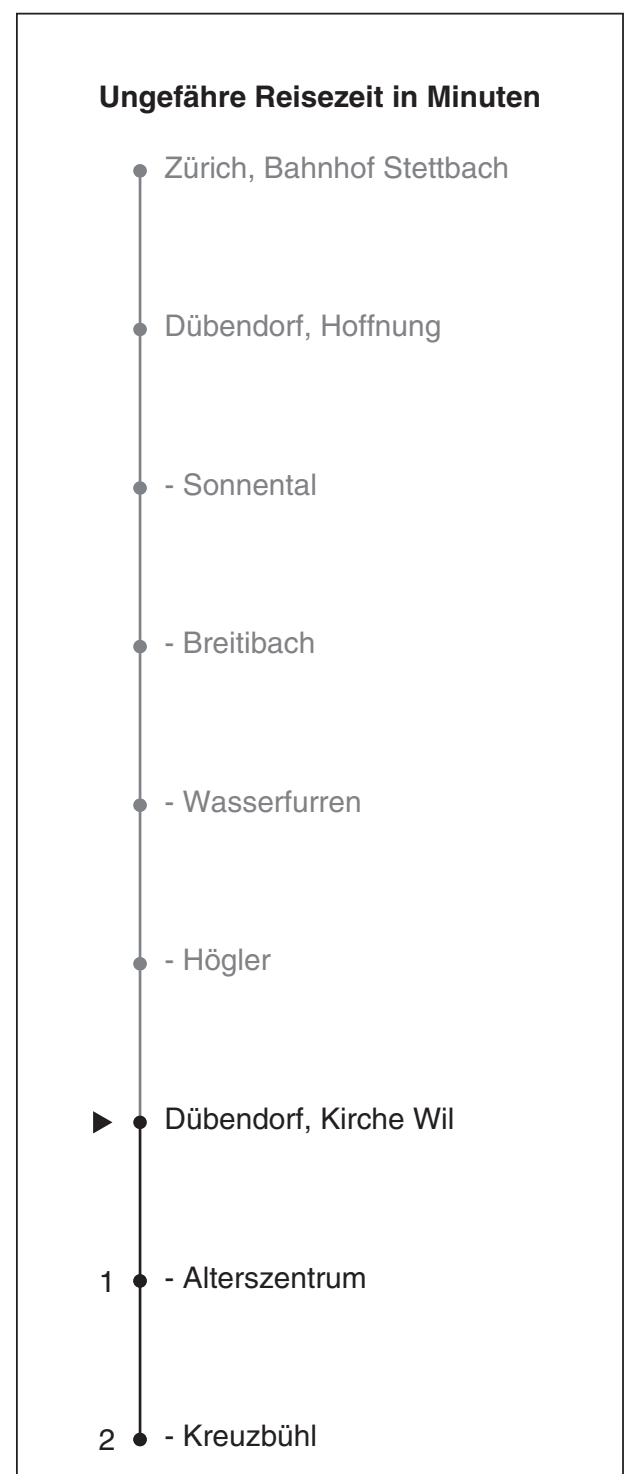 Ungefähre Reisezeit in Minuten
Zürich, Bahnhof Stettbach
Dübendorf, Hoffnung
- Sonnental
- Breitibach
- Wasserfurren
- Högler
Dübendorf, Kirche Wil
1 - Alterszentrum
2 - Kreuzbühl